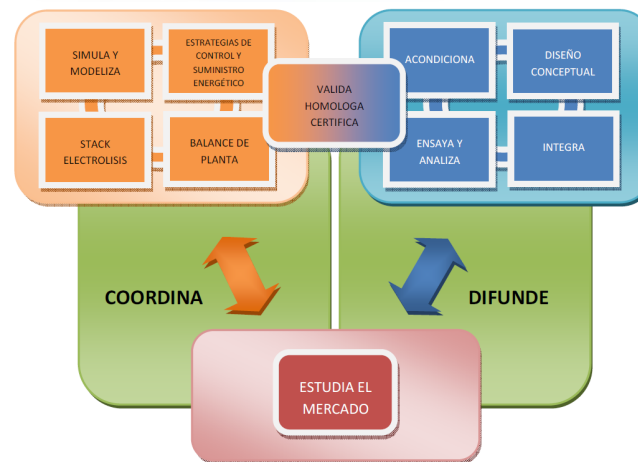 SIMULA Y
MODELIZA
ESTRATEGIAS DE
CONTROL Y
SUMINISTRO
ENERGÉTICO
STACK
ELECTROLISIS
BALANCE DE
PLANTA
VALIDA
HOMOLOGA
CERTIFICA
ACONDICIONA
DISEÑO
CONCEPTUAL
ENSAYA Y
ANALIZA
INTEGRA
COORDINA
DIFUNDE
ESTUDIA EL
MERCADO